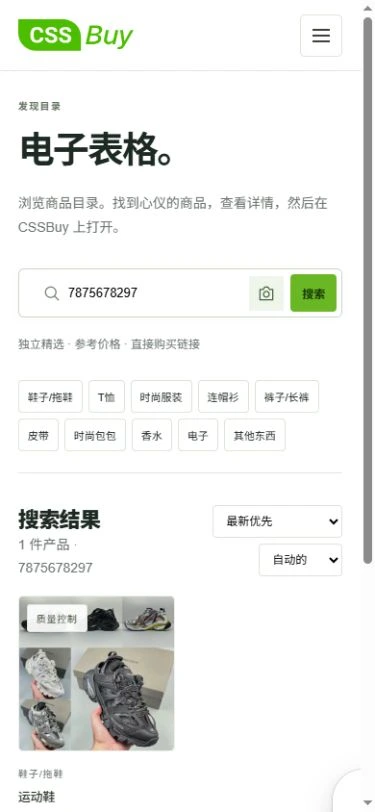 CSS Buy
发现目录
电子表格。
浏览商品目录。找到心仪的商品，查看详情，然后在
CSSBuy 上打开。
7875678297
搜索
独立精选 · 参考价格 · 直接购买链接
鞋子/拖鞋
T恤
时尚服装
连帽衫
裤子/长裤
皮带
时尚包包
香水
电子
其他东西
搜索结果
1 件产品 ·
7875678297
最新优先
自动的
质量控制
鞋子/拖鞋
运动鞋